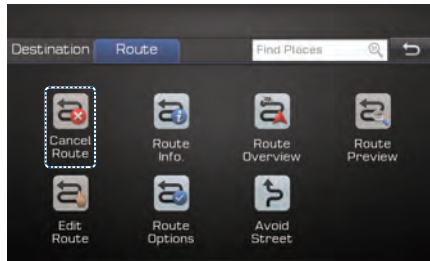 Destination Route Find Places
Cancel Route
Route Info.
Route Overview
Route Preview
Edit Route
Route Options
Avoid Street